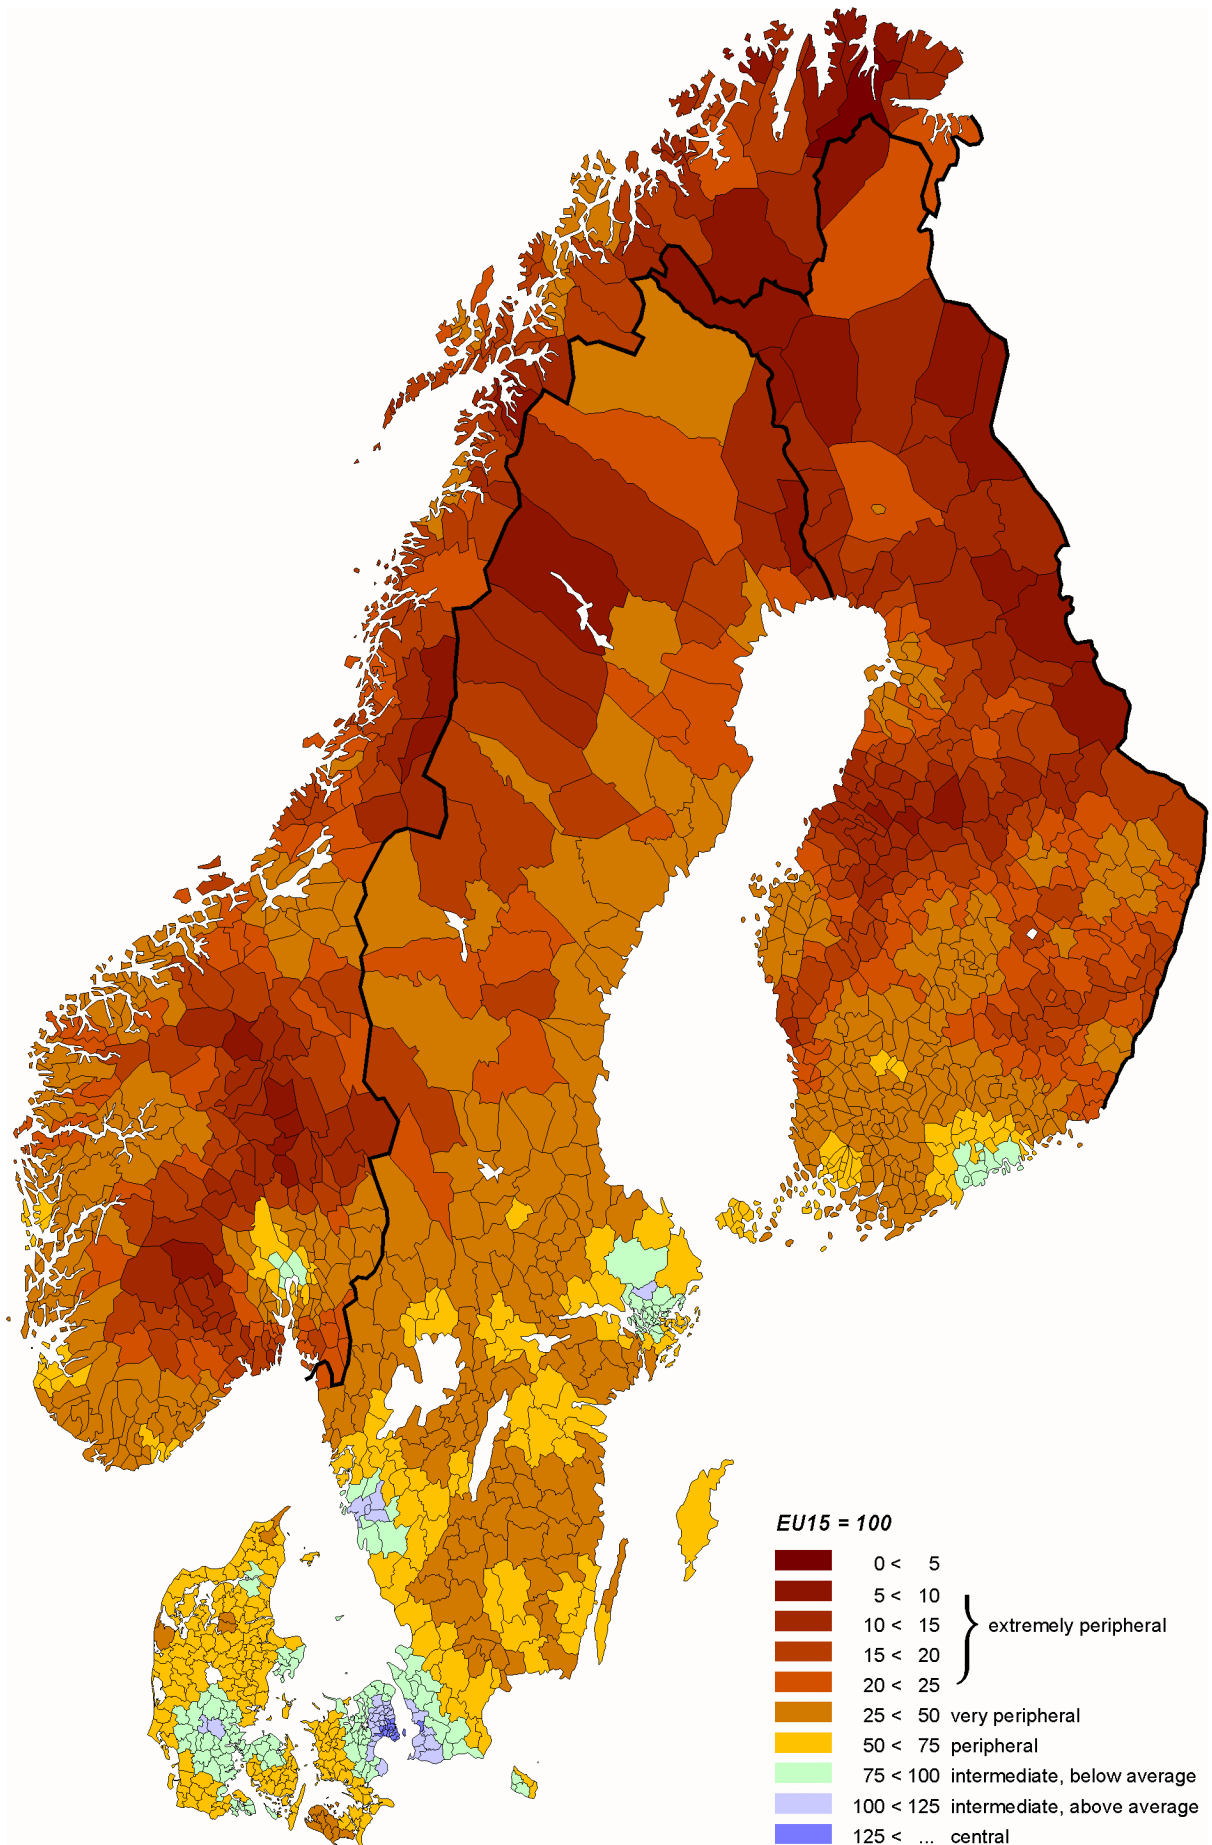 EU15 = 100
0 < 5
5 < 10
10 < 15
extremely peripheral
15 < 20
20 < 25
25 < 50 very peripheral
50 < 75 peripheral
75 < 100 intermediate, below average
100 < 125 intermediate, above average
125 < ... central